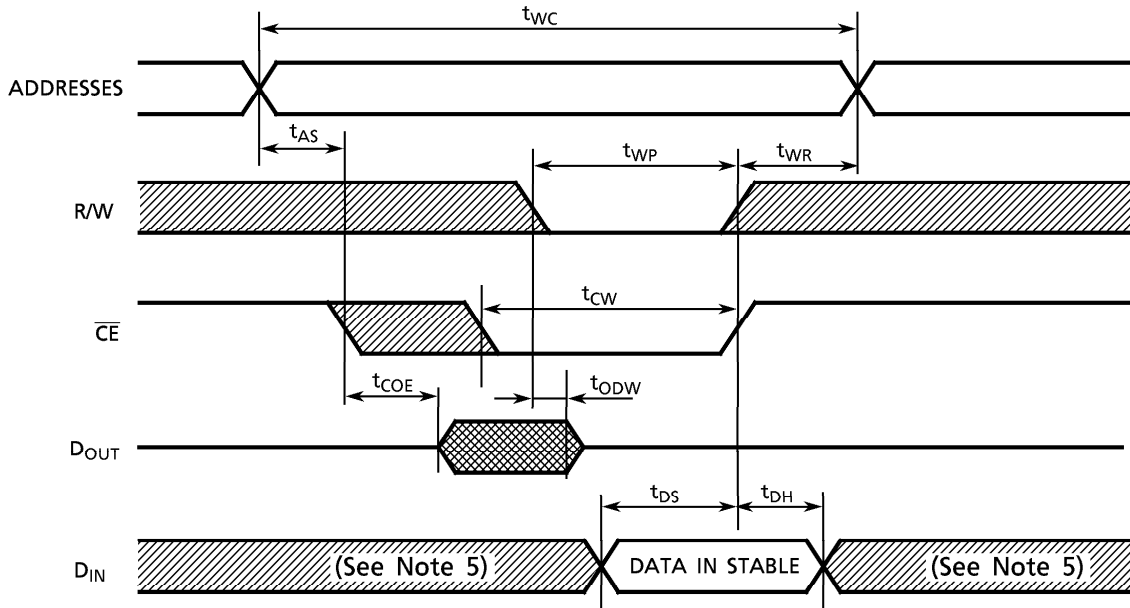 tWC
ADDRESSES
tAS
tWP
tWR
R/W
tCW
CE
tCOE
tODW
DOUT
tDS
tDH
DIN
(See Note 5)
DATA IN STABLE
(See Note 5)